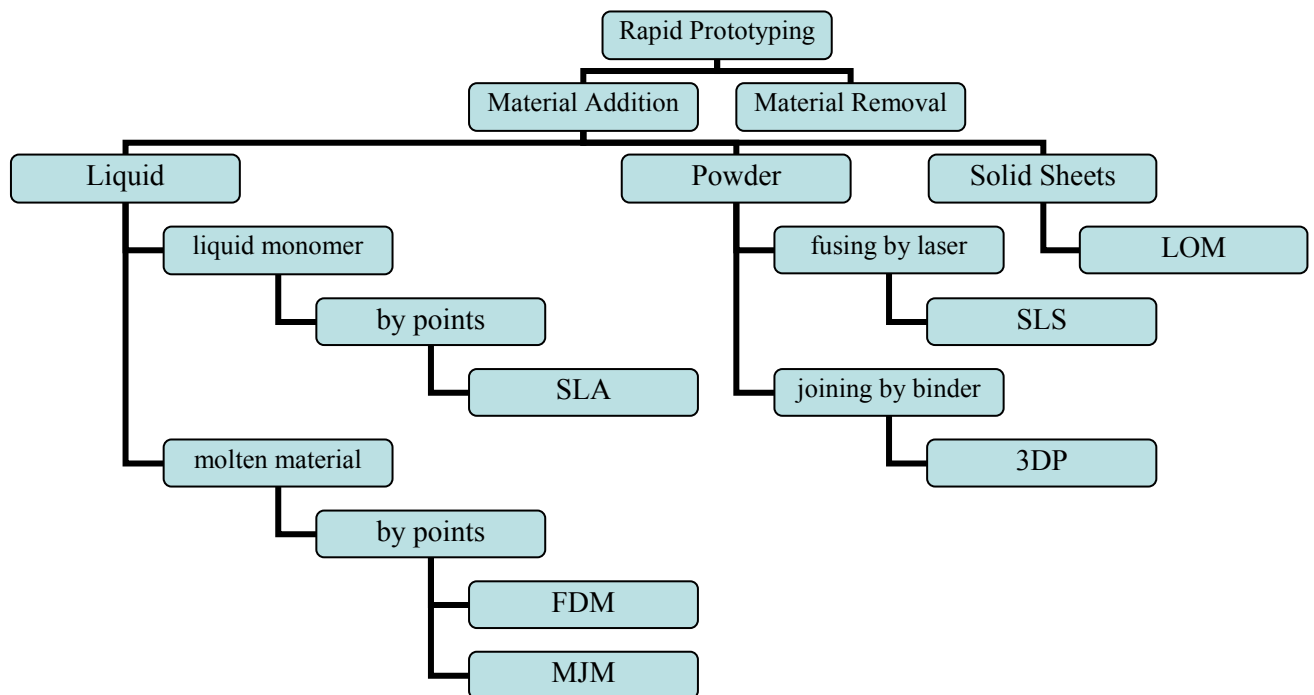 Rapid Prototyping
Material Addition
Material Removal
Liquid
Powder
Solid Sheets
liquid monomer
fusing by laser
LOM
by points
SLS
SLA
joining by binder
molten material
3DP
by points
FDM
MJM